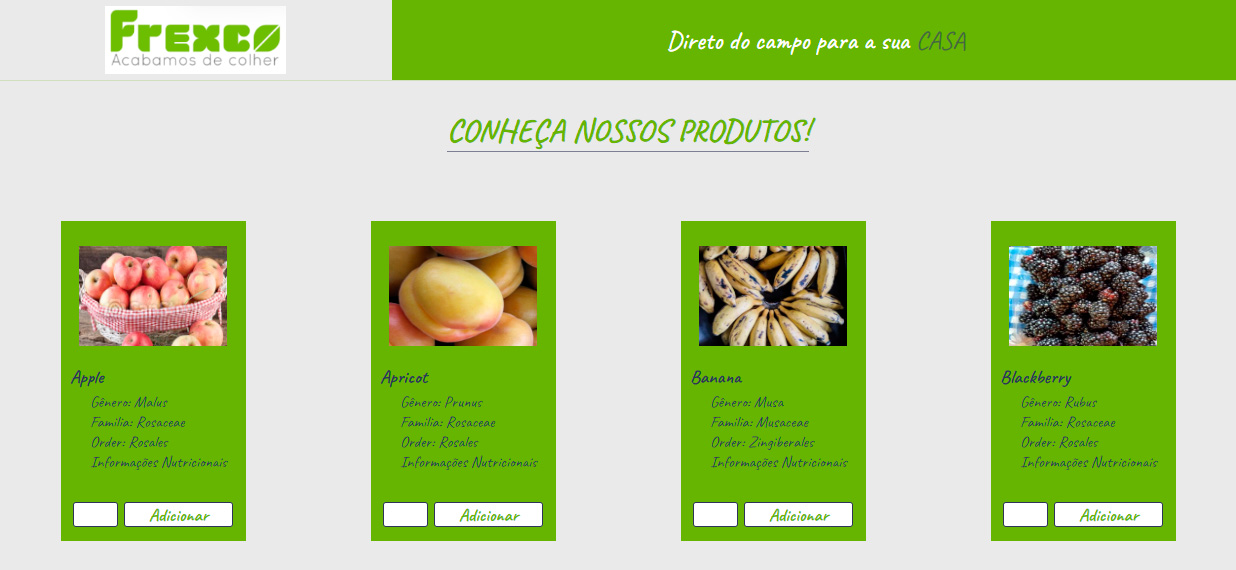 Frexco
Acabamos de colher
Direto do campo para a sua CASA
CONHEÇA NOSSOS PRODUTOS!
Apple
Gênero: Malus
Familia: Rosaceae
Order: Rosales
Informações Nutricionais
Adicionar
Apricot
Gênero: Prunus
Familia: Rosaceae
Order: Rosales
Informações Nutricionais
Adicionar
Banana
Gênero: Musa
Familia: Musaceae
Order: Zingiberales
Informações Nutricionais
Adicionar
Blackberry
Gênero: Rubus
Familia: Rosaceae
Order: Rosales
Informações Nutricionais
Adicionar